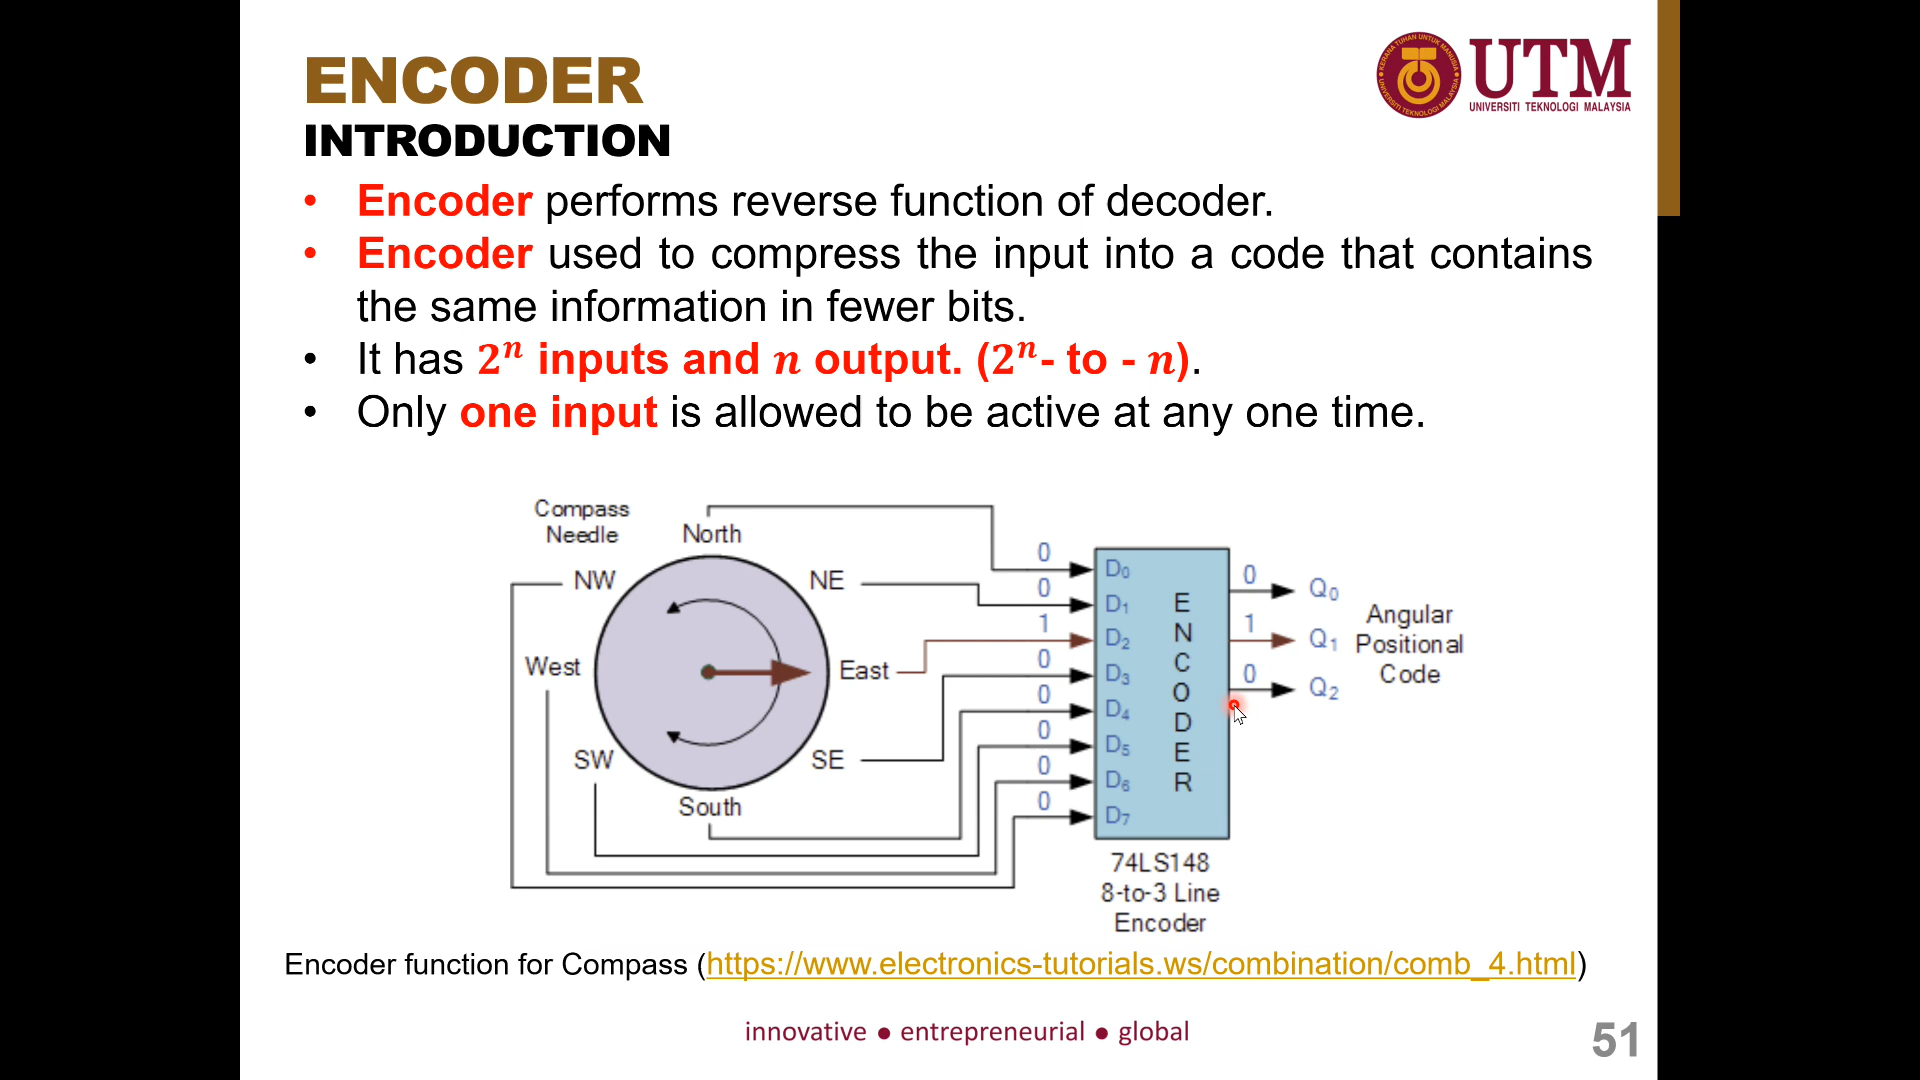 ENCODER
INTRODUCTION
UTM
UNIVERSITI TEKNOLOGI MALAYSIA
• Encoder performs reverse function of decoder.
• Encoder used to compress the input into a code that contains
the same information in fewer bits.
• It has 2ⁿ inputs and n output. (2ⁿ- to - n).
• Only one input is allowed to be active at any one time.
Compass
Needle
North
NW
NE
West
East
SW
SE
South
0 D₀
0 D₁
1 D₂
0 D₃
0 D₄
0 D₅
0 D₆
0 D₇
E
N
C
O
D
E
R
0 Q₀
1 Q₁
0 Q₂
Angular
Positional
Code
74LS148
8-to-3 Line
Encoder
Encoder function for Compass (https://www.electronics-tutorials.ws/combination/comb_4.html)
innovative ● entrepreneurial ● global
51